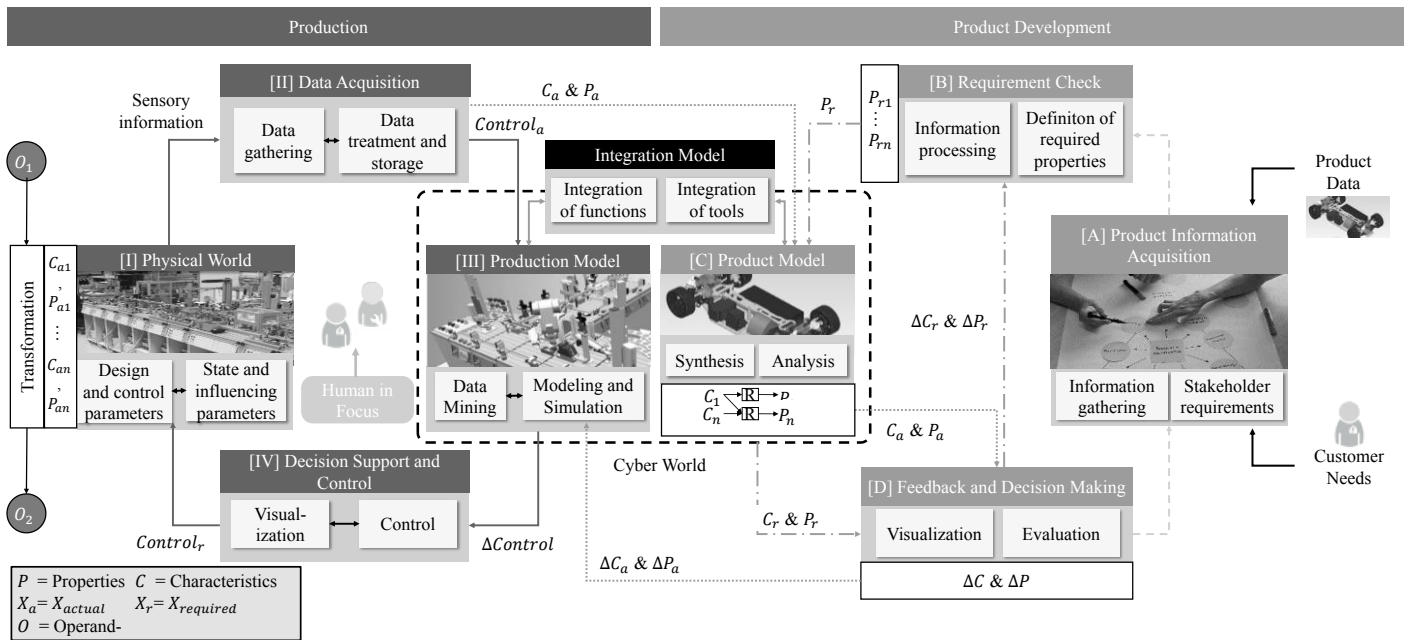 Production
Product Development
[II] Data Acquisition
Data
gathering
Data
treatment and
storage
Sensory
information
C_a & P_a
Control_a
Integration Model
Integration
of functions
Integration
of tools
P_r
P_r1
⋮
P_rn
[B] Requirement Check
Information
processing
Definiton of
required
properties
Product
Data
O_1
Transformation
C_a1
,
P_a1
⋮
C_an
,
P_an
O_2
[I] Physical World
Design
and control
parameters
State and
influencing
parameters
Human in
Focus
[III] Production Model
Data
Mining
Modeling and
Simulation
[C] Product Model
Synthesis
Analysis
C_1
R
P
C_n
R
P_n
Cyber World
ΔC_r & ΔP_r
[A] Product Information
Acquisition
Information
gathering
Stakeholder
requirements
Customer
Needs
C_a & P_a
[IV] Decision Support and
Control
Visual-
ization
Control
Control_r
ΔControl
C_r & P_r
ΔC_a & ΔP_a
[D] Feedback and Decision Making
Visualization
Evaluation
ΔC & ΔP
P = Properties C = Characteristics
X_a = X_actual X_r = X_required
O = Operand-